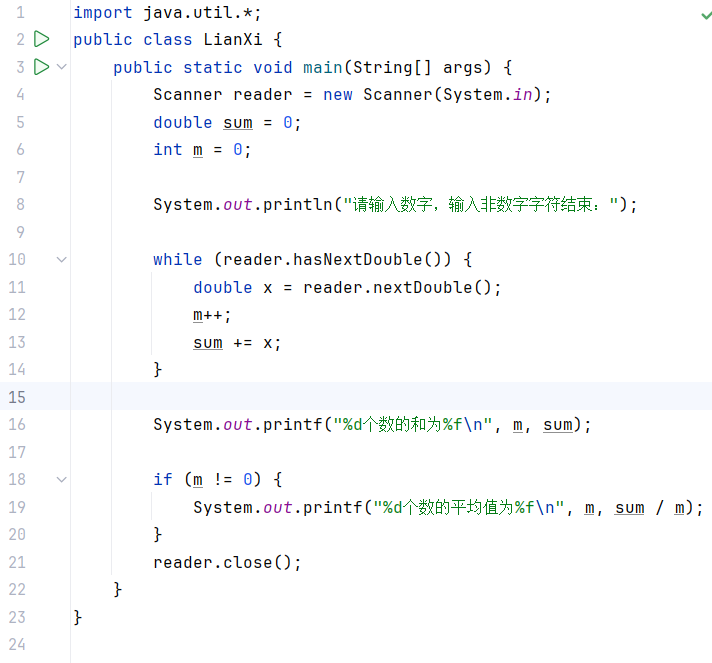 1 import java.util.*;
2 public class LianXi {
3     public static void main(String[] args) {
4         Scanner reader = new Scanner(System.in);
5         double sum = 0;
6         int m = 0;
7
8         System.out.println("请输入数字，输入非数字字符结束：");
9
10         while (reader.hasNextDouble()) {
11             double x = reader.nextDouble();
12             m++;
13             sum += x;
14         }
15
16         System.out.printf("%d个数的和为%f\n", m, sum);
17
18         if (m != 0) {
19             System.out.printf("%d个数的平均值为%f\n", m, sum / m);
20         }
21         reader.close();
22     }
23 }
24